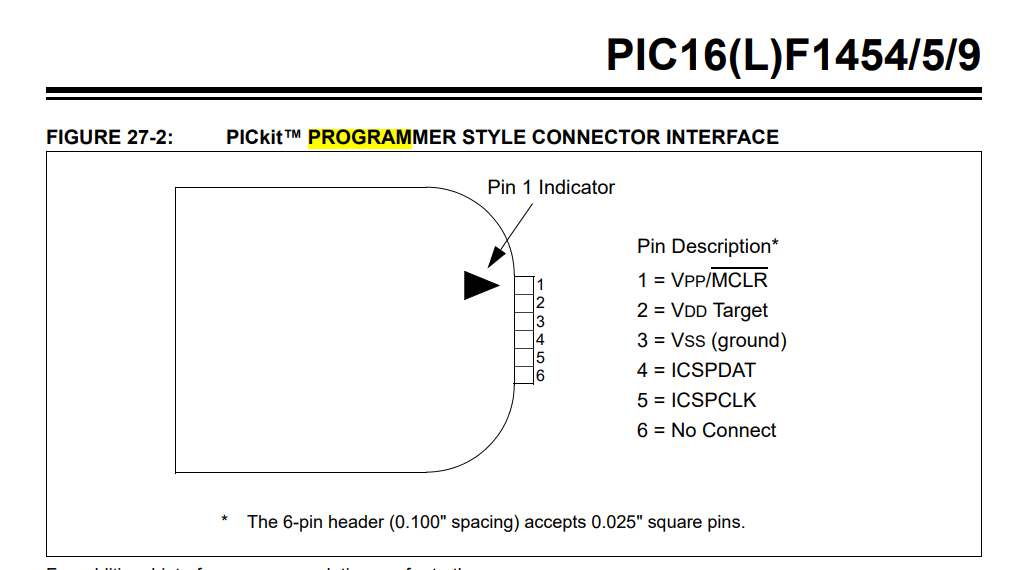 PIC16(L)F1454/5/9
FIGURE 27-2: PICkit™ PROGRAMMER STYLE CONNECTOR INTERFACE
Pin 1 Indicator
1
2
3
4
5
6
Pin Description*
1 = VPP/MCLR
2 = VDD Target
3 = VSS (ground)
4 = ICSPDAT
5 = ICSPCLK
6 = No Connect
* The 6-pin header (0.100" spacing) accepts 0.025" square pins.